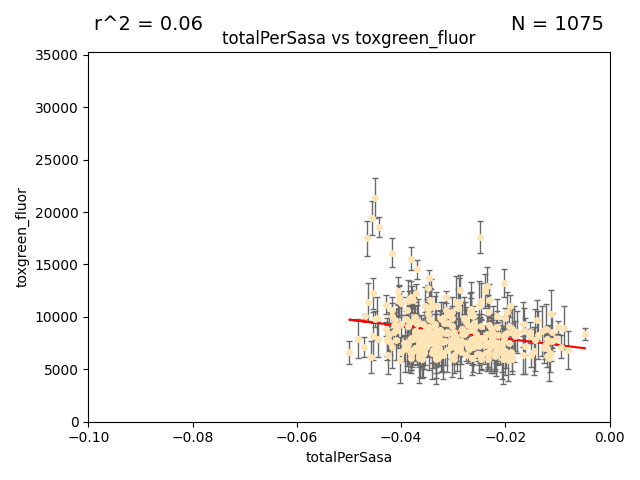 r^2 = 0.06
N = 1075
totalPerSasa vs toxgreen_fluor
35000
30000
25000
20000
15000
10000
5000
0
toxgreen_fluor
−0.10
−0.08
−0.06
−0.04
−0.02
0.00
totalPerSasa